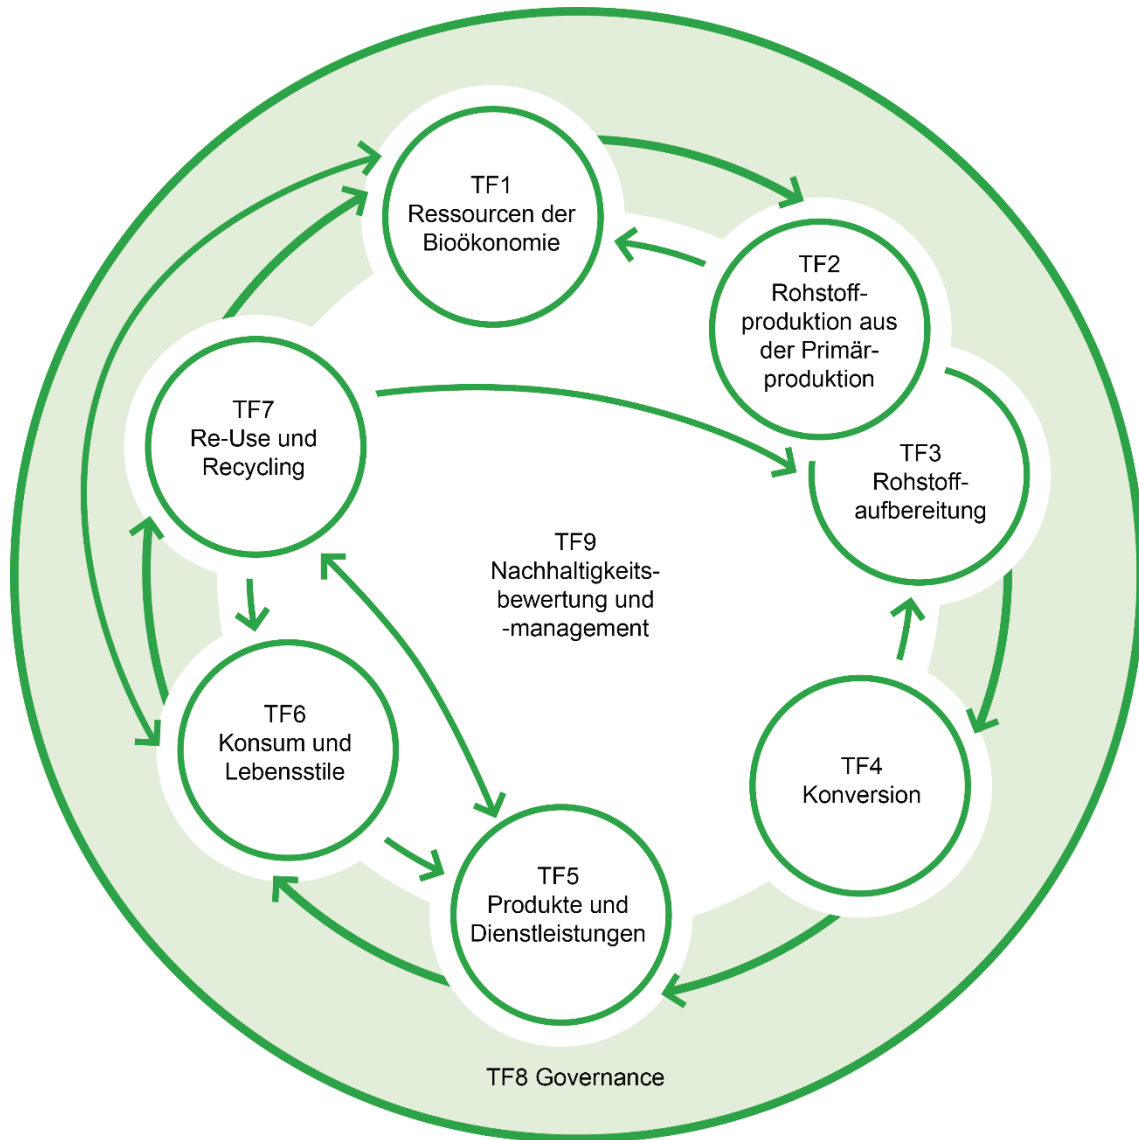 TF1
Ressourcen der
Bioökonomie
TF2
Rohstoff-
produktion aus
der Primär-
produktion
TF3
Rohstoff-
aufbereitung
TF4
Konversion
TF5
Produkte und
Dienstleistungen
TF6
Konsum und
Lebensstile
TF7
Re-Use und
Recycling
TF9
Nachhaltigkeits-
bewertung und
-management
TF8 Governance